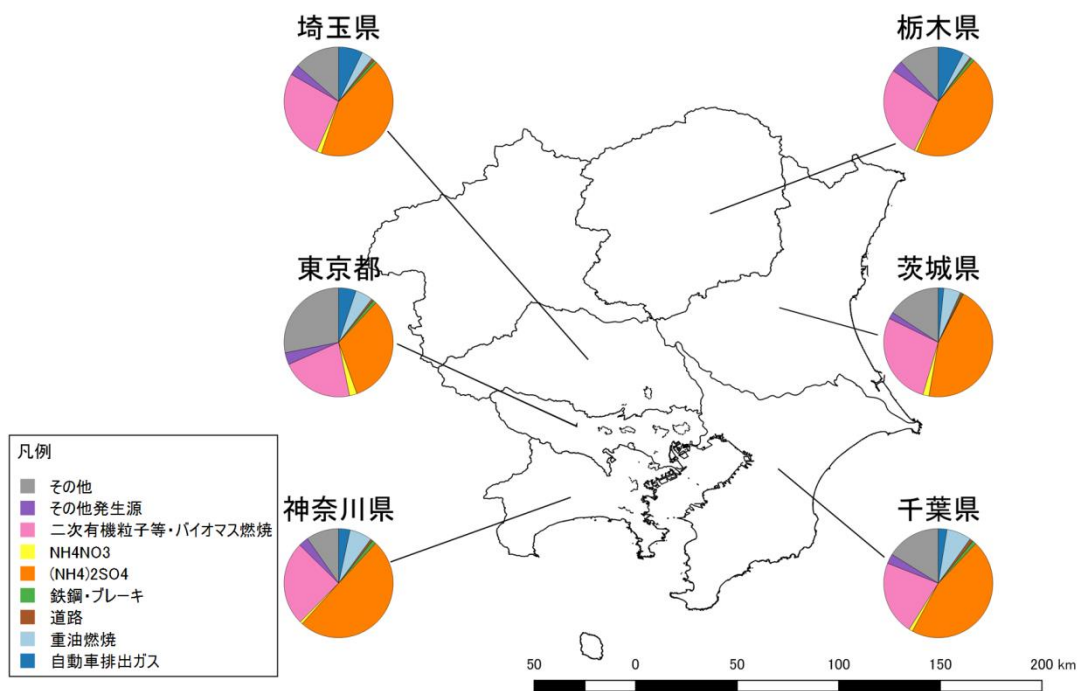 埼玉県
栃木県
東京都
茨城県
神奈川県
千葉県
凡例
その他
その他発生源
二次有機粒子等・バイオマス燃焼
NH4NO3
(NH4)2SO4
鉄鋼・ブレーキ
道路
重油燃焼
自動車排出ガス
50 0 50 100 150 200 km